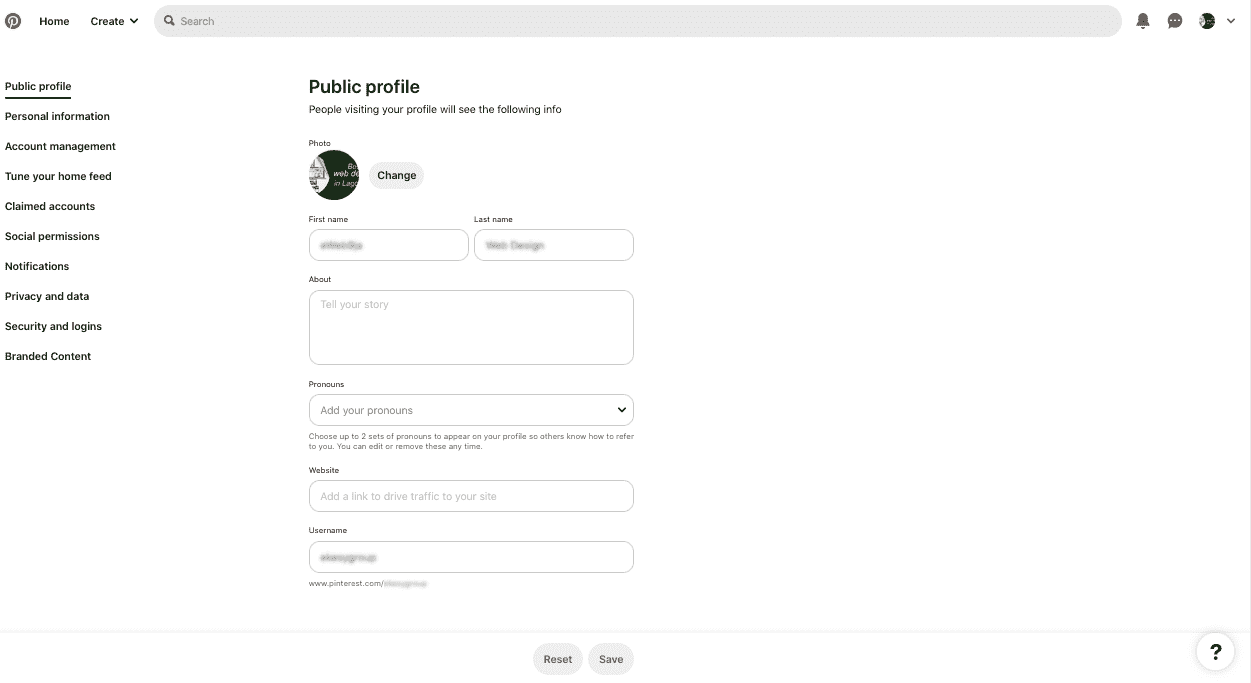 Home
Create
Search
Public profile
Personal information
Account management
Tune your home feed
Claimed accounts
Social permissions
Notifications
Privacy and data
Security and logins
Branded Content
Public profile
People visiting your profile will see the following info
Photo
web de
in Lago
Change
First name
Last name
Web Design
About
Tell your story
Pronouns
Add your pronouns
Choose up to 2 sets of pronouns to appear on your profile so others know how to refer
to you. You can edit or remove these any time.
Website
Add a link to drive traffic to your site
Username
www.pinterest.com/
Reset
Save
?